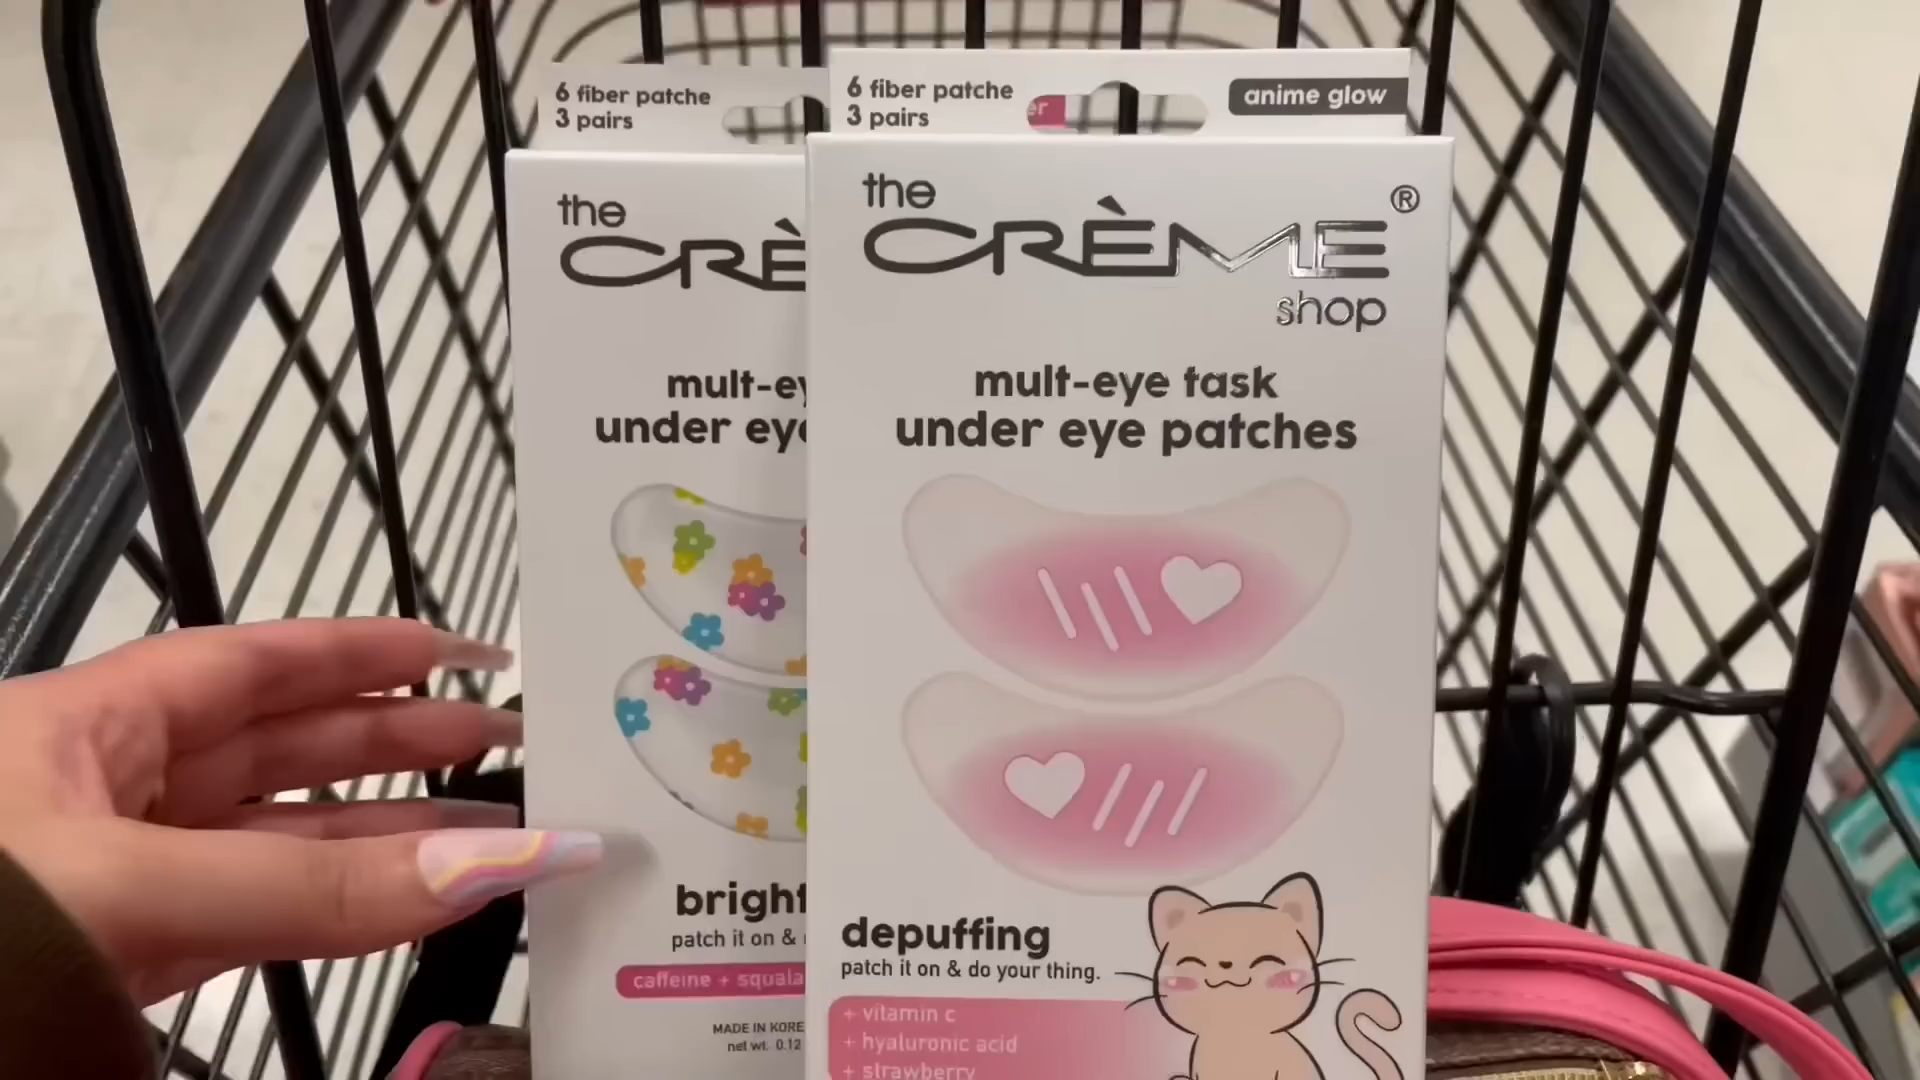 6 fiber patche
3 pairs
the
CRÈ
mult-ey
under eye
bright
patch it on &
caffeine + squala
MADE IN KORE
net wt. 0.12
6 fiber patche
3 pairs
er
anime glow
the
CRÈME®
shop
mult-eye task
under eye patches
depuffing
patch it on & do your thing.
+ vitamin c
+ hyaluronic acid
+ strawberry